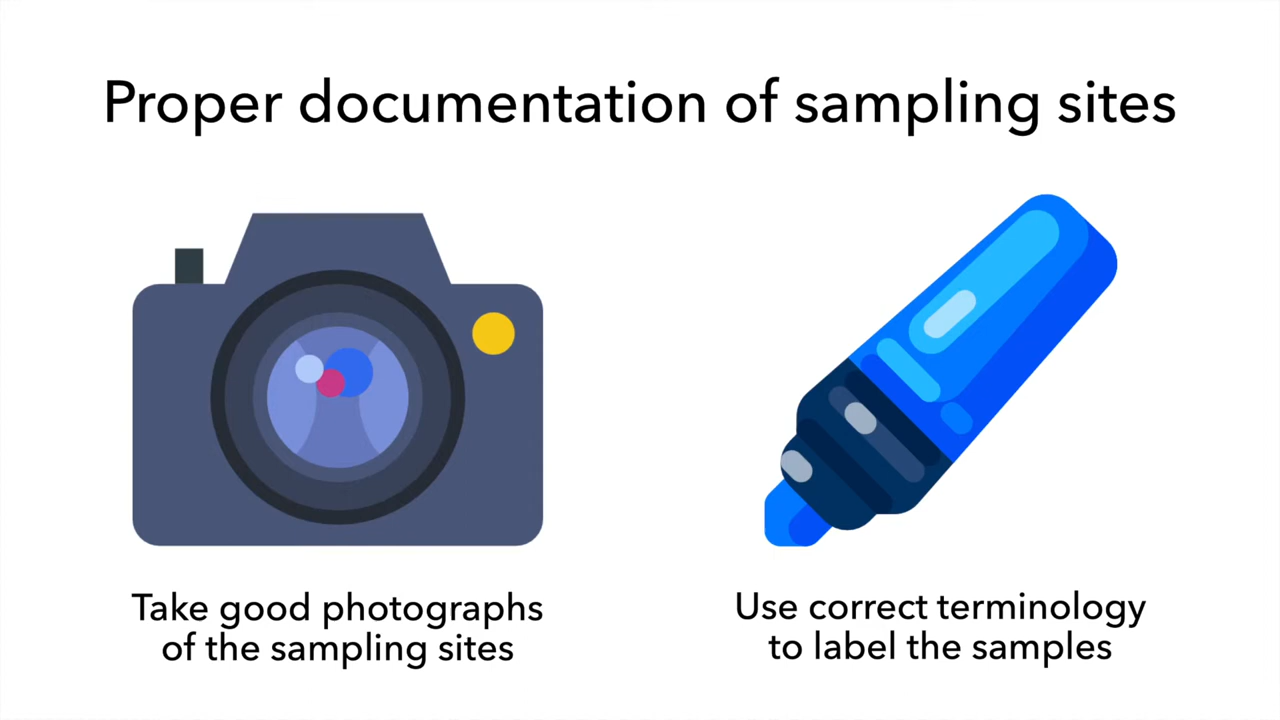 Proper documentation of sampling sites
Take good photographs
of the sampling sites
Use correct terminology
to label the samples